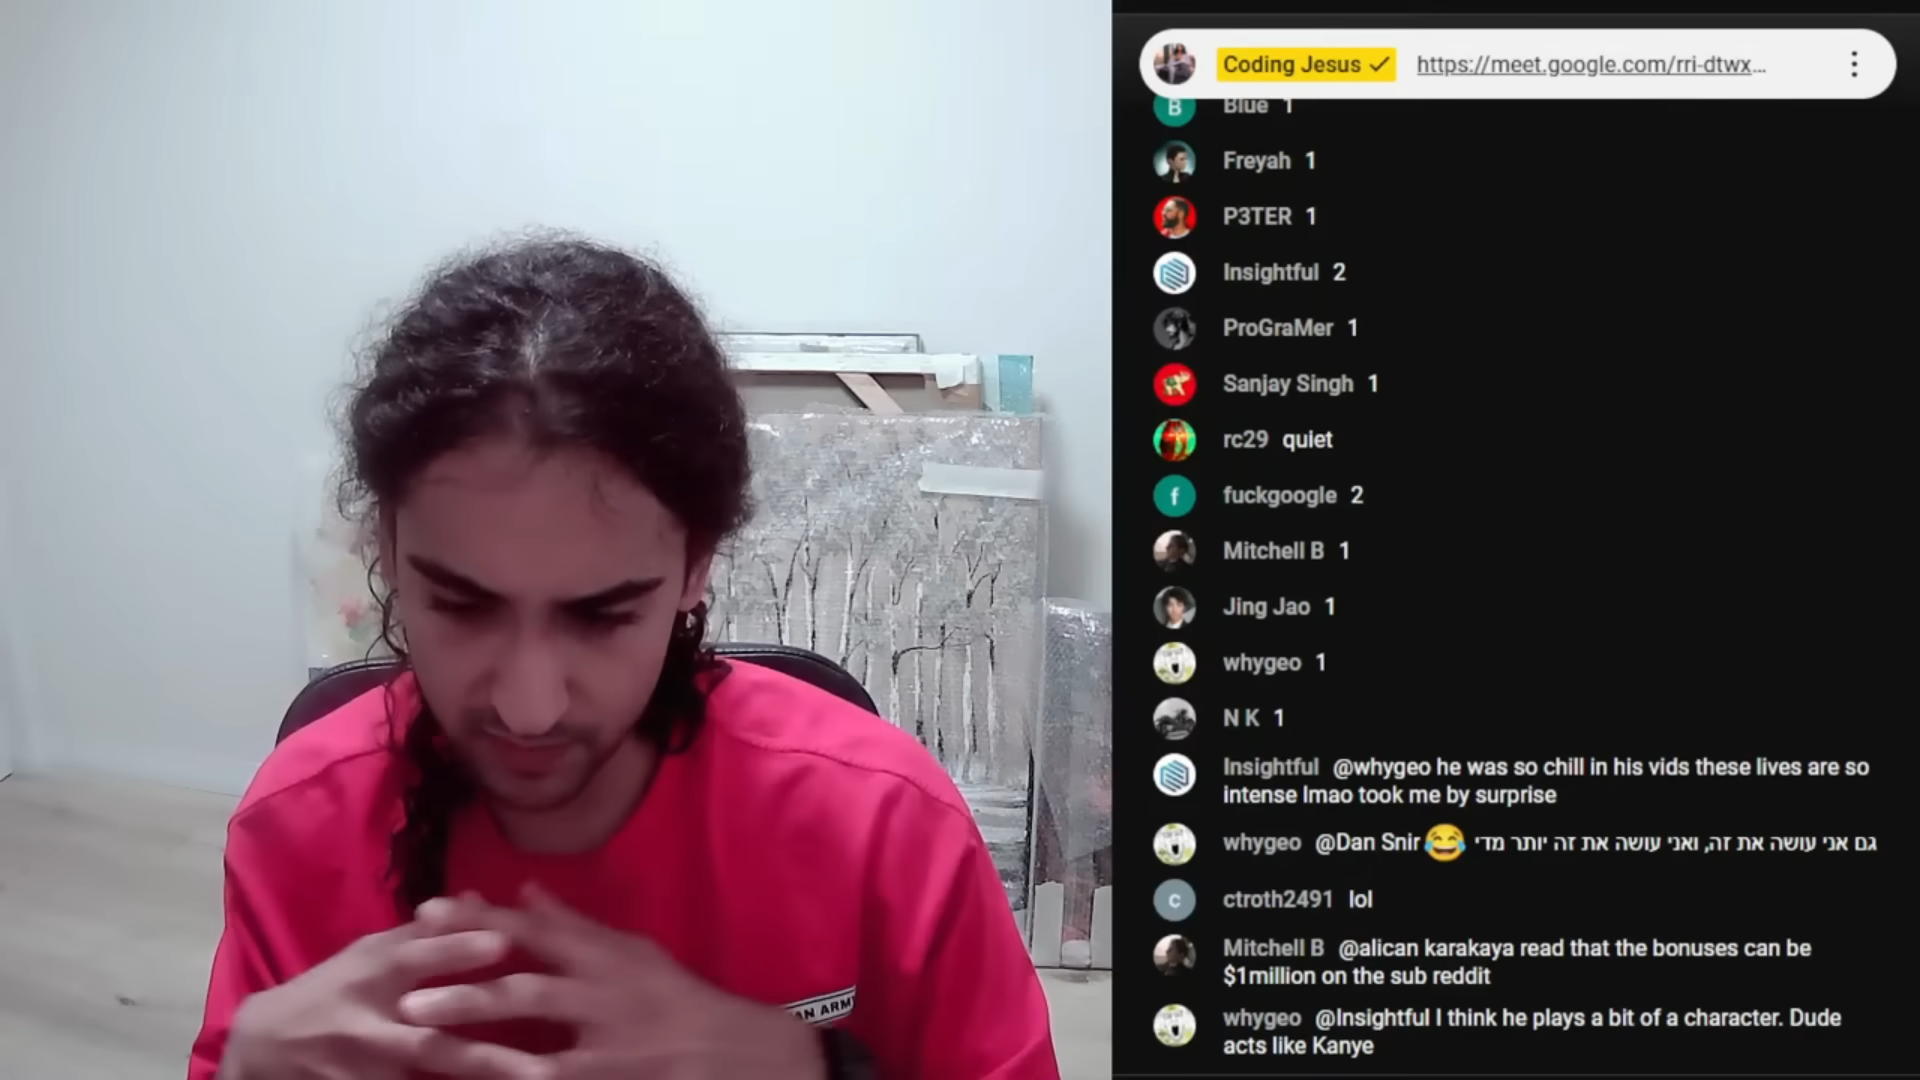 Coding Jesus https://meet.google.com/rri-dtwx...
B Blue 1
Freyah 1
P3TER 1
Insightful 2
ProGraMer 1
Sanjay Singh 1
rc29 quiet
f fuckgoogle 2
Mitchell B 1
Jing Jao 1
whygeo 1
N K 1
Insightful @whygeo he was so chill in his vids these lives are so
intense lmao took me by surprise
whygeo @Dan Snir 😂 גם אני עושה את זה, ואני עושה את זה יותר מדי
c ctroth2491 lol
Mitchell B @alican karakaya read that the bonuses can be
$1million on the sub reddit
AN ARMY
whygeo @Insightful I think he plays a bit of a character. Dude
acts like Kanye